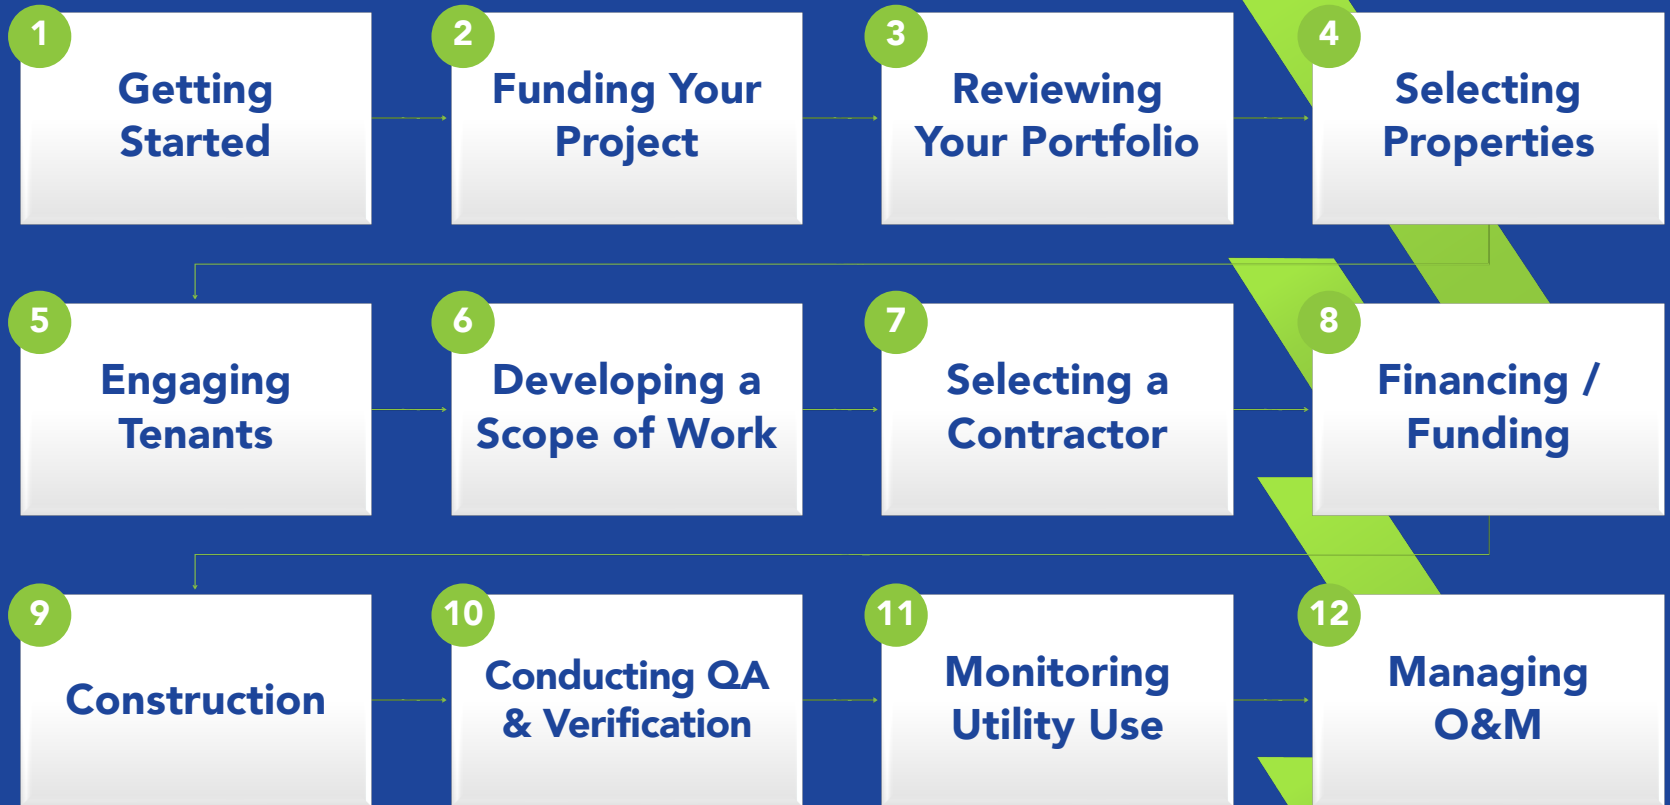 1
Getting
Started
2
Funding Your
Project
3
Reviewing
Your Portfolio
4
Selecting
Properties
5
Engaging
Tenants
6
Developing a
Scope of Work
7
Selecting a
Contractor
8
Financing /
Funding
9
Construction
10
Conducting QA
& Verification
11
Monitoring
Utility Use
12
Managing
O&M